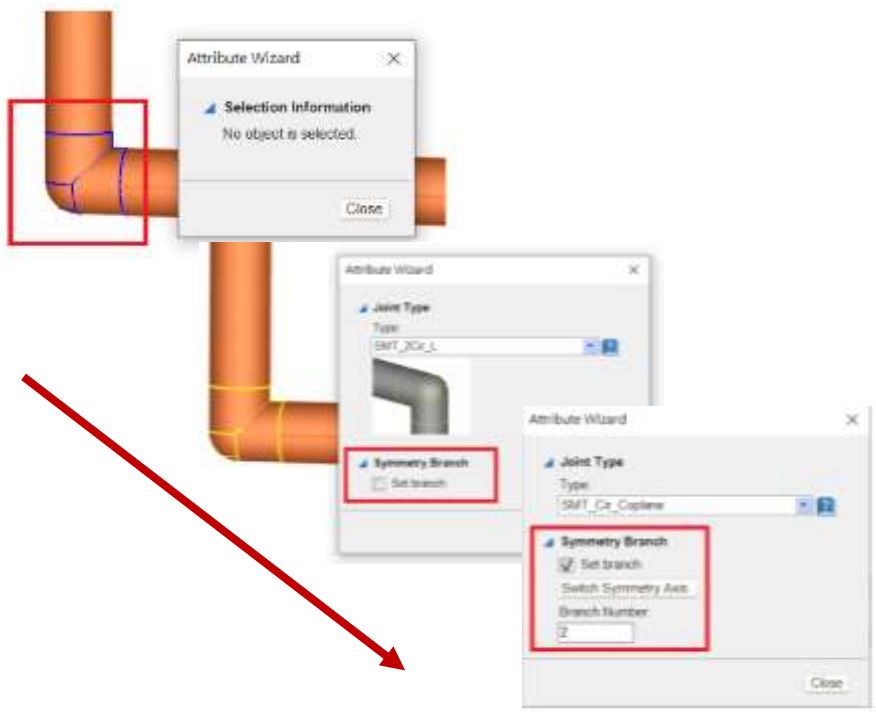 Attribute Wizard
Selection Information
No object is selected.
Close
Attribute Wizard
Joint Type
Type:
SMT_2Cir_L
Symmetry Branch
Set branch
Attribute Wizard
Joint Type
Type:
SMT_Cir_Coplane
Symmetry Branch
Set branch
Switch Symmetry Axis
Branch Number:
2
Close